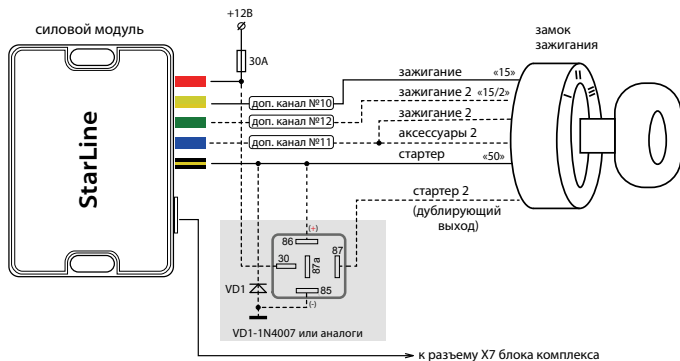 +12В
силовой модуль
замок
зажигания
30А
StarLine
зажигание «15»
доп. канал №10
зажигание 2 «15/2»
доп. канал №12
зажигание 2
доп. канал №11
аксессуары 2
стартер «50»
стартер 2
(дублирующий
выход)
(+)
86
87
30
87a
85
(-)
VD1
VD1-1N4007 или аналоги
к разъему X7 блока комплекса